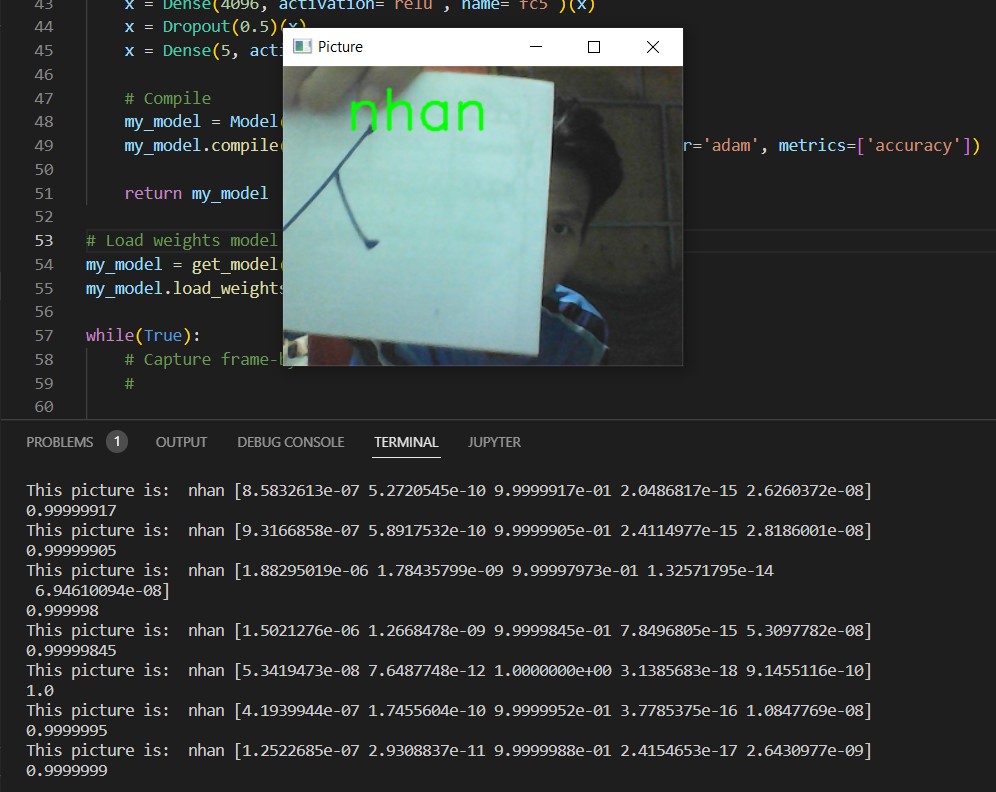 43 x = Dense(4096, activation='relu', name='fc5')(x)
44 x = Dropout(0.5)(x)
45 x = Dense(5, acti
46
47 # Compile
48 my_model = Model(
49 my_model.compile( r='adam', metrics=['accuracy'])
50
51 return my_model
52
53 # Load weights model
54 my_model = get_model(
55 my_model.load_weights
56
57 while(True):
58 # Capture frame-b
59 #
60
Picture
nhan
人
PROBLEMS 1 OUTPUT DEBUG CONSOLE TERMINAL JUPYTER
This picture is:  nhan [8.5832613e-07 5.2720545e-10 9.9999917e-01 2.0486817e-15 2.6260372e-08]
0.99999917
This picture is:  nhan [9.3166858e-07 5.8917532e-10 9.9999905e-01 2.4114977e-15 2.8186001e-08]
0.99999905
This picture is:  nhan [1.88295019e-06 1.78435799e-09 9.99997973e-01 1.32571795e-14
6.94610094e-08]
0.999998
This picture is:  nhan [1.5021276e-06 1.2668478e-09 9.9999845e-01 7.8496805e-15 5.3097782e-08]
0.99999845
This picture is:  nhan [5.3419473e-08 7.6487748e-12 1.0000000e+00 3.1385683e-18 9.1455116e-10]
1.0
This picture is:  nhan [4.1939944e-07 1.7455604e-10 9.9999952e-01 3.7785375e-16 1.0847769e-08]
0.9999995
This picture is:  nhan [1.2522685e-07 2.9308837e-11 9.9999988e-01 2.4154653e-17 2.6430977e-09]
0.9999999